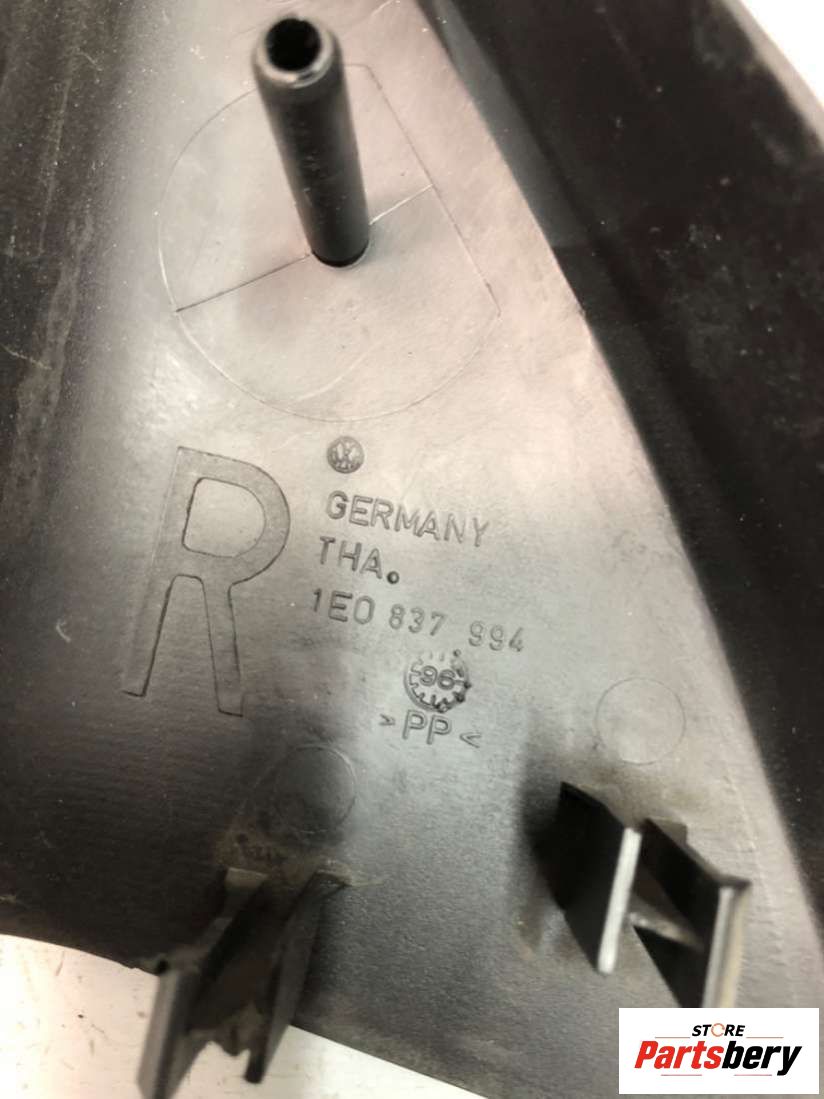 R
GERMANY
THA.
1E0 837 994
96
>PP<
STORE
Partsbery